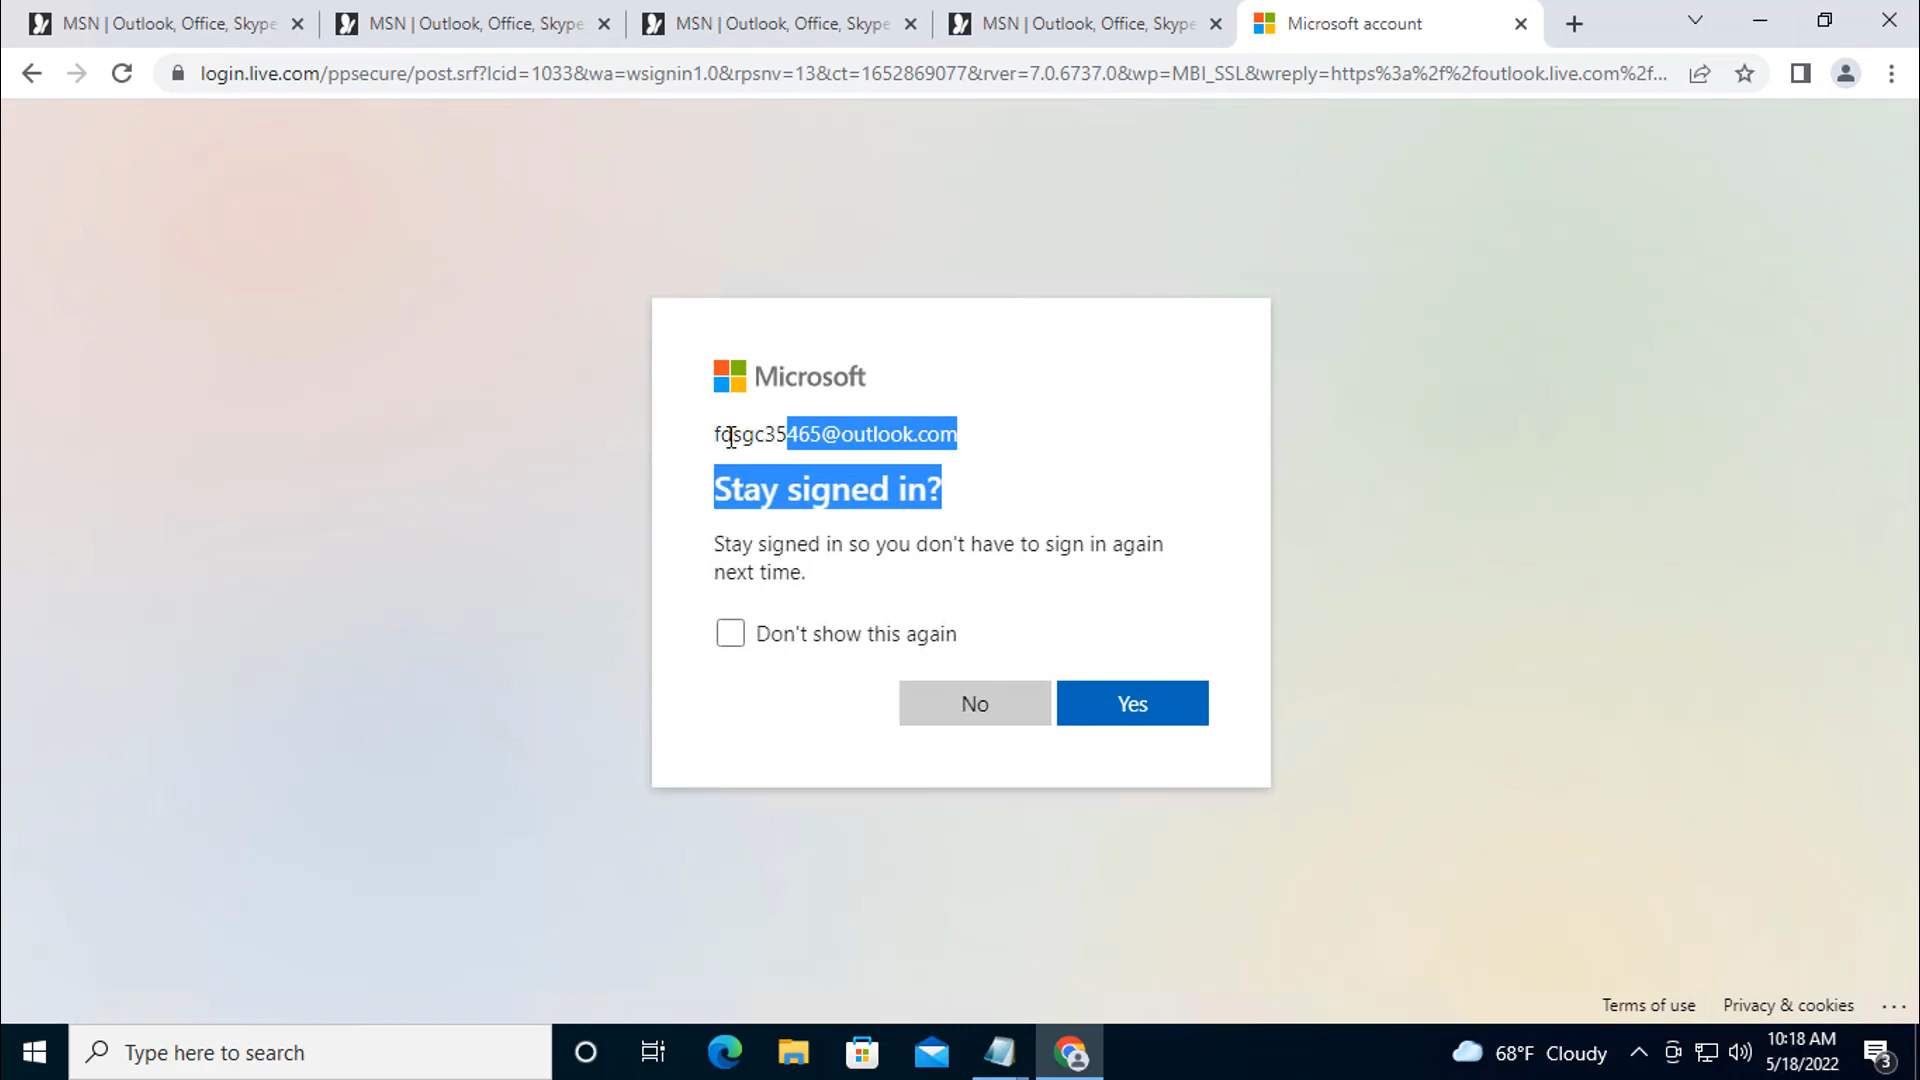 MSN | Outlook, Office, Skype
MSN | Outlook, Office, Skype
MSN | Outlook, Office, Skype
MSN | Outlook, Office, Skype
Microsoft account
login.live.com/ppsecure/post.srf?lcid=1033&wa=wsignin1.0&rpsnv=13&ct=1652869077&rver=7.0.6737.0&wp=MBI_SSL&wreply=https%3a%2f%2foutlook.live.com%2f...
Microsoft
fdsgc35465@outlook.com
Stay signed in?
Stay signed in so you don't have to sign in again
next time.
Don't show this again
No
Yes
Terms of use
Privacy & cookies
...
Type here to search
68°F Cloudy
10:18 AM
5/18/2022
3